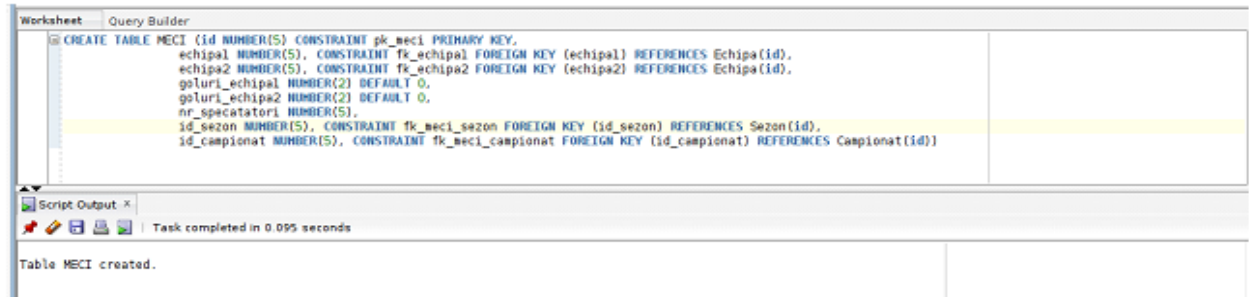 Worksheet Query Builder
CREATE TABLE MECI (id NUMBER(5) CONSTRAINT pk_meci PRIMARY KEY,
echipa1 NUMBER(5), CONSTRAINT fk_echipa1 FOREIGN KEY (echipa1) REFERENCES Echipa(id),
echipa2 NUMBER(5), CONSTRAINT fk_echipa2 FOREIGN KEY (echipa2) REFERENCES Echipa(id),
goluri_echipa1 NUMBER(2) DEFAULT 0,
goluri_echipa2 NUMBER(2) DEFAULT 0,
nr_specatatori NUMBER(5),
id_sezon NUMBER(5), CONSTRAINT fk_meci_sezon FOREIGN KEY (id_sezon) REFERENCES Sezon(id),
id_campionat NUMBER(5), CONSTRAINT fk_meci_campionat FOREIGN KEY (id_campionat) REFERENCES Campionat(id))
Script Output ×
Task completed in 0.095 seconds
Table MECI created.